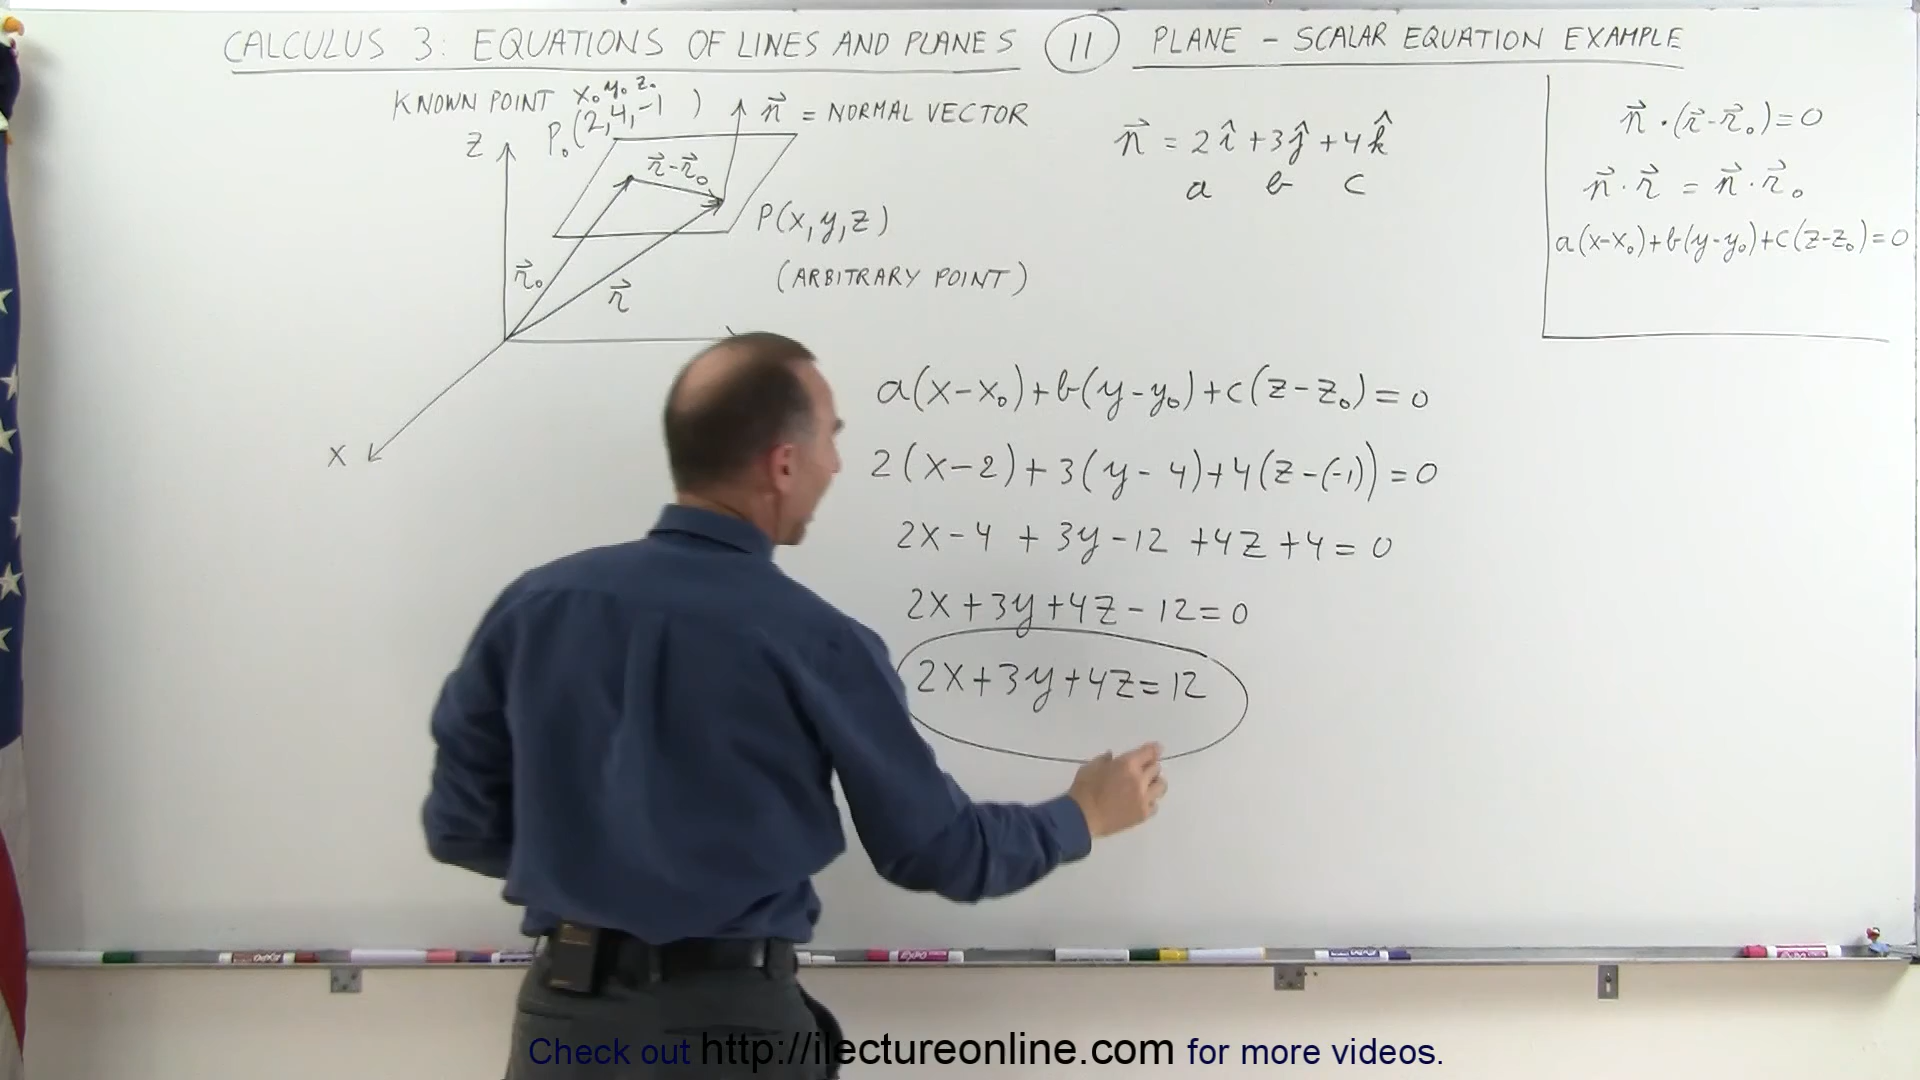 CALCULUS 3: EQUATIONS OF LINES AND PLANES (11) PLANE - SCALAR EQUATION EXAMPLE
KNOWN POINT x₀ y₀ z₀
P₀(2,4,-1)
n⃗ = NORMAL VECTOR
z
r⃗-r⃗₀
P(x,y,z)
(ARBITRARY POINT)
r⃗₀
r⃗
x
n⃗ = 2î+3ĵ+4k̂
a b c
n⃗·(r⃗-r⃗₀)=0
n⃗·r⃗ = n⃗·r⃗₀
a(x-x₀)+b(y-y₀)+c(z-z₀)=0
a(x-x₀)+b(y-y₀)+c(z-z₀)=0
2(x-2)+3(y-4)+4(z-(-1))=0
2x-4 +3y-12 +4z+4=0
2x+3y+4z-12=0
2x+3y+4z=12
EXPO
EXPO
Check out http://ilectureonline.com for more videos.